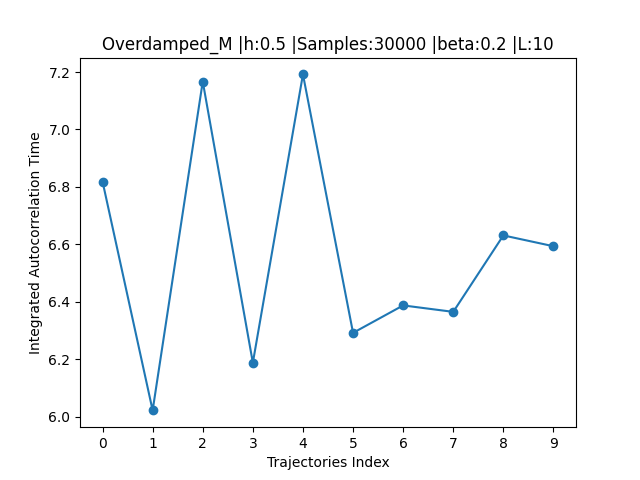 Overdamped_M |h:0.5 |Samples:30000 |beta:0.2 |L:10
7.2
7.0
6.8
6.6
6.4
6.2
6.0
Integrated Autocorrelation Time
0 1 2 3 4 5 6 7 8 9
Trajectories Index